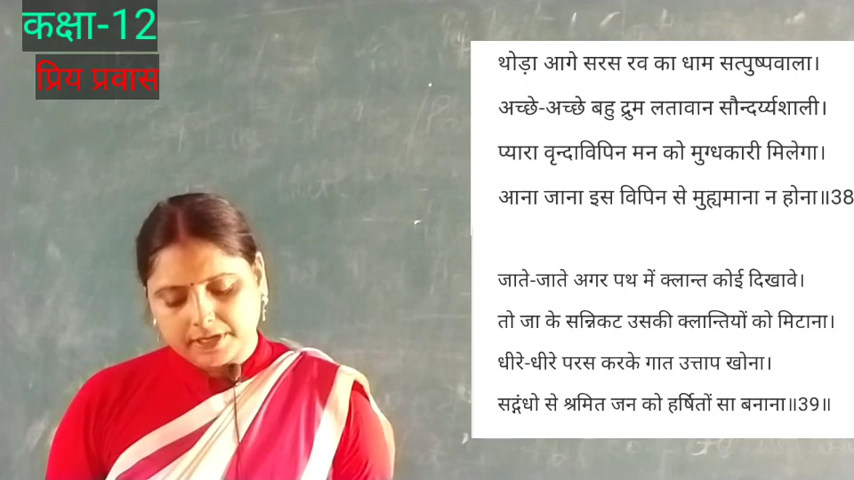 कक्षा-12
प्रिय प्रवास
थोड़ा आगे सरस रव का धाम सत्पुष्पवाला।
अच्छे-अच्छे बहु द्रुम लतावान सौन्दर्य्यशाली।
प्यारा वृन्दाविपिन मन को मुग्धकारी मिलेगा।
आना जाना इस विपिन से मुह्यमाना न होना॥38
जाते-जाते अगर पथ में क्लान्त कोई दिखावे।
तो जा के सन्निकट उसकी क्लान्तियों को मिटाना।
धीरे-धीरे परस करके गात उत्ताप खोना।
सद्गंधो से श्रमित जन को हर्षितों सा बनाना॥39॥